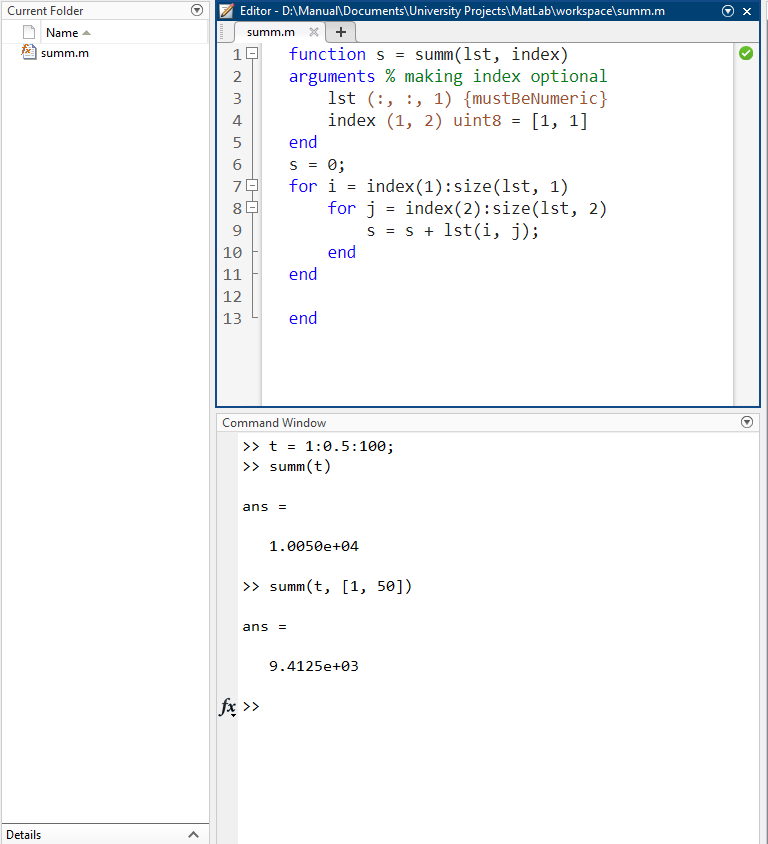 Current Folder
Name
summ.m
Details
Editor - D:\Manual\Documents\University Projects\MatLab\workspace\summ.m
summ.m × +
1 function s = summ(lst, index)
2 arguments % making index optional
3     lst (:, :, 1) {mustBeNumeric}
4     index (1, 2) uint8 = [1, 1]
5 end
6 s = 0;
7 for i = index(1):size(lst, 1)
8     for j = index(2):size(lst, 2)
9         s = s + lst(i, j);
10     end
11 end
12
13 end
Command Window
>> t = 1:0.5:100;
>> summ(t)
ans =
1.0050e+04
>> summ(t, [1, 50])
ans =
9.4125e+03
fx >>